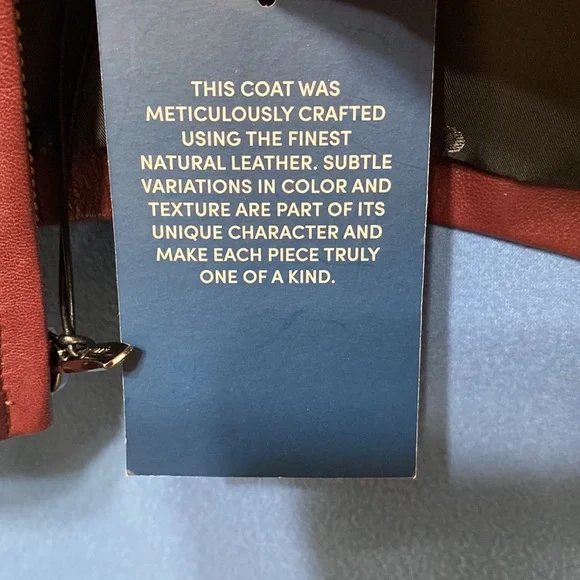 THIS COAT WAS
METICULOUSLY CRAFTED
USING THE FINEST
NATURAL LEATHER. SUBTLE
VARIATIONS IN COLOR AND
TEXTURE ARE PART OF ITS
UNIQUE CHARACTER AND
MAKE EACH PIECE TRULY
ONE OF A KIND.